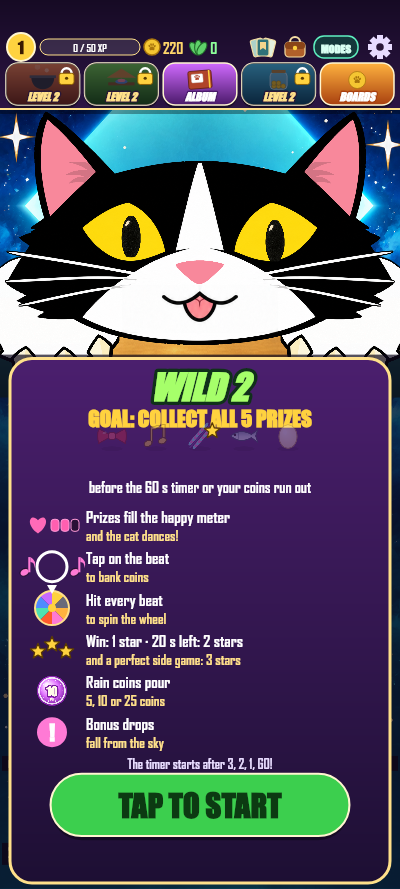 1
0 / 50 XP
220
0
MODES
LEVEL 2
LEVEL 2
ALBUM
LEVEL 2
BOARDS
WILD 2
GOAL: COLLECT ALL 5 PRIZES
before the 60 s timer or your coins run out
Prizes fill the happy meter
and the cat dances!
Tap on the beat
to bank coins
Hit every beat
to spin the wheel
Win: 1 star · 20 s left: 2 stars
and a perfect side game: 3 stars
10
Rain coins pour
5, 10 or 25 coins
!
Bonus drops
fall from the sky
The timer starts after 3, 2, 1, GO!
TAP TO START